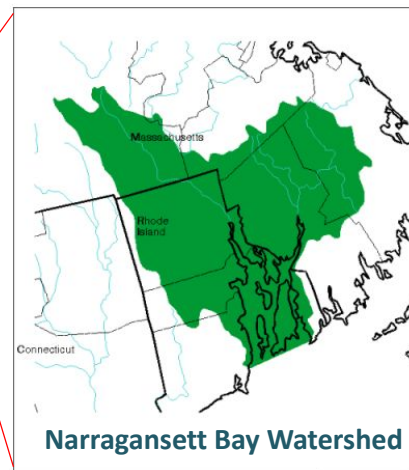 Massachusetts
Rhode
Island
Connecticut
Narragansett Bay Watershed